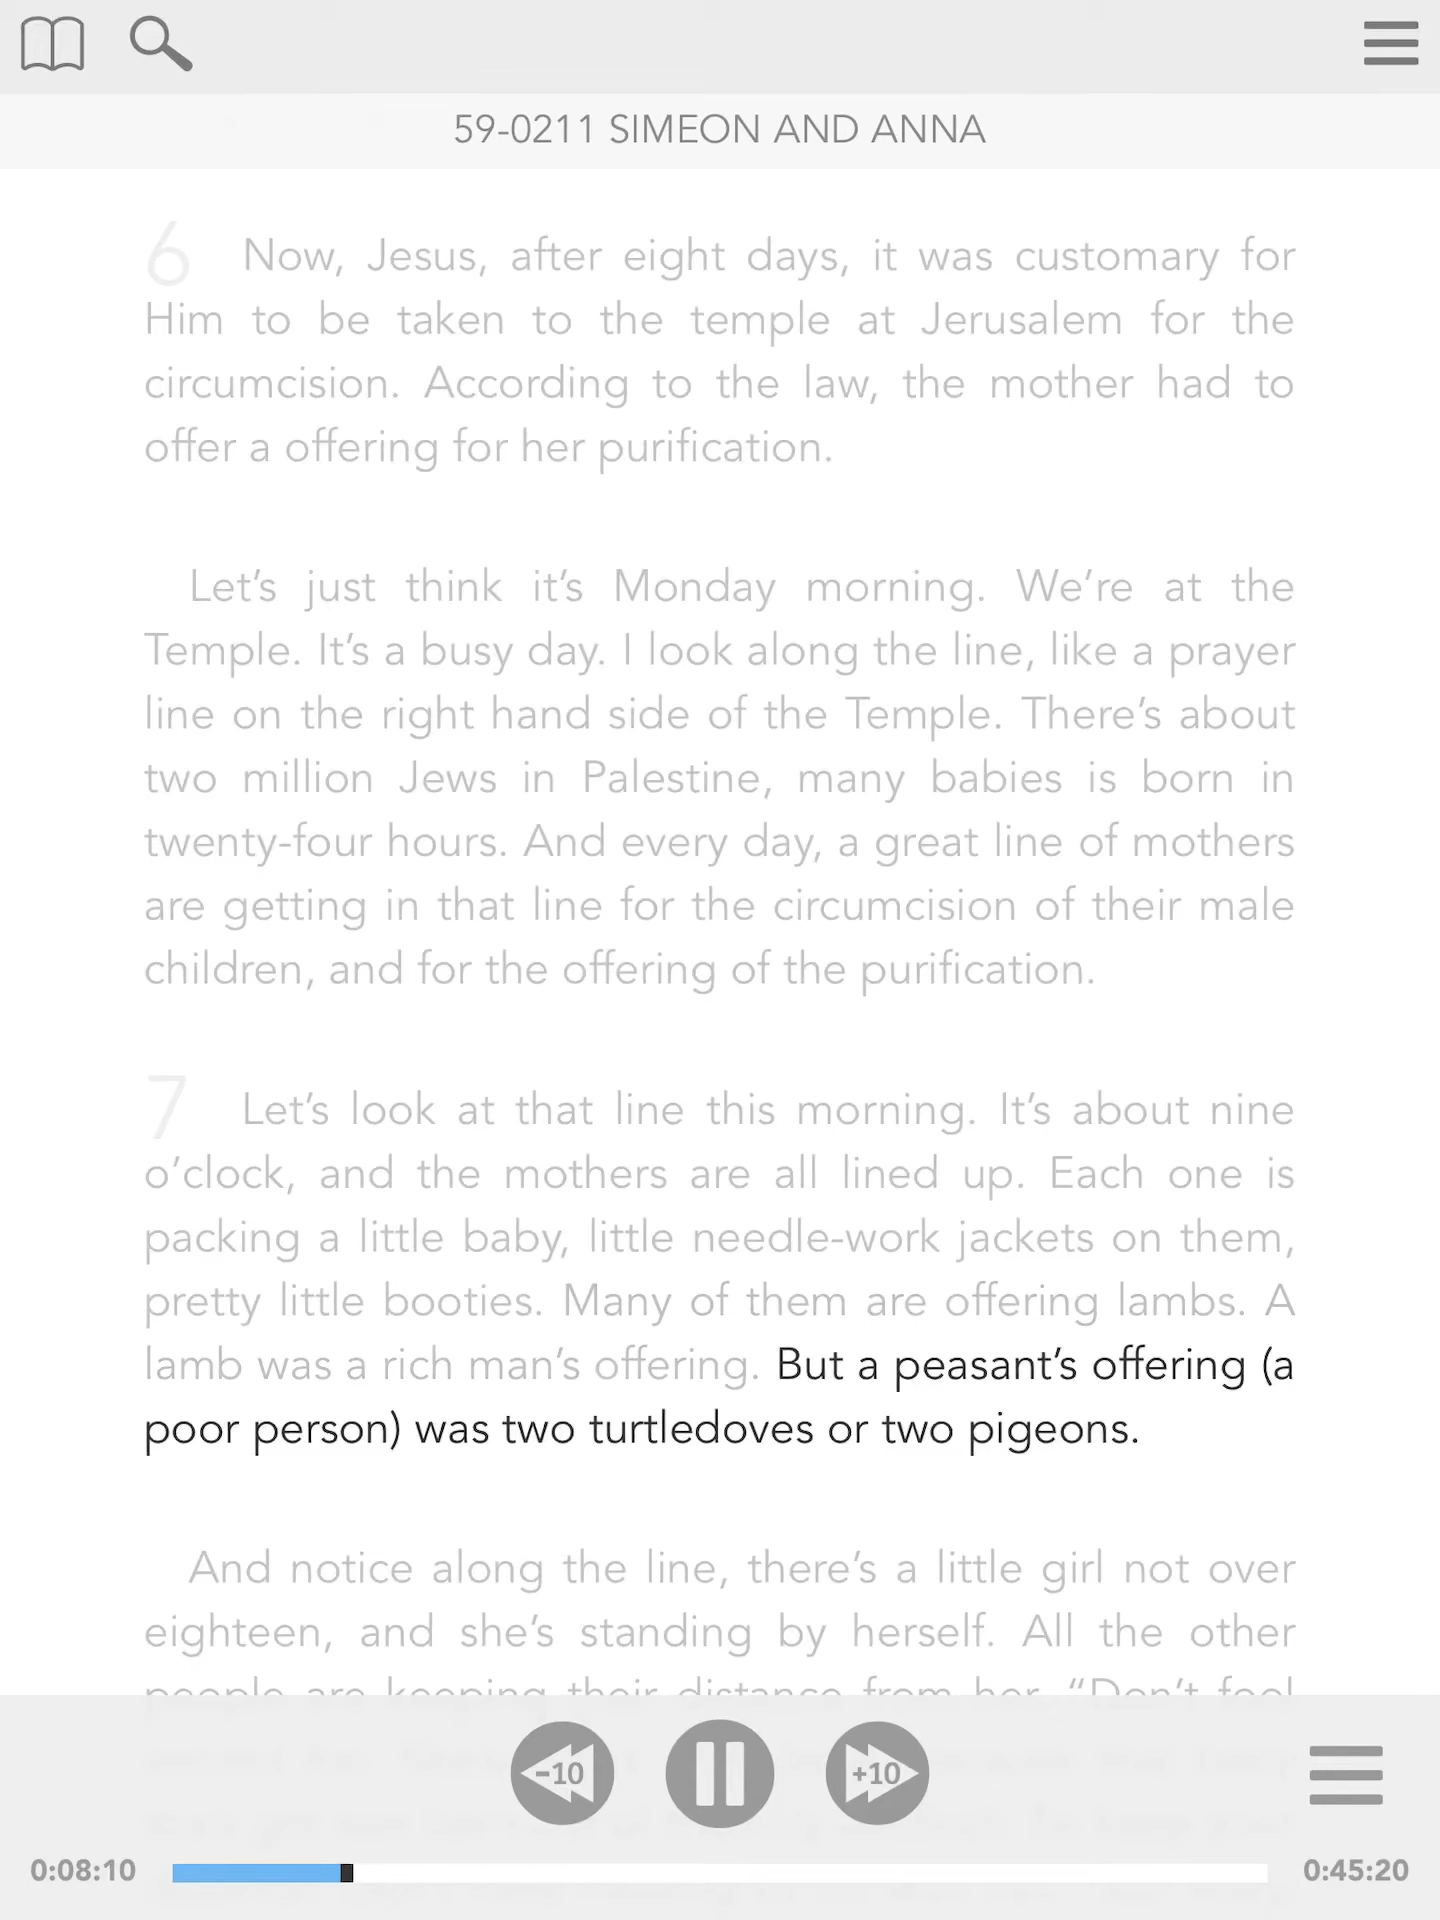 59-0211 SIMEON AND ANNA
6 Now, Jesus, after eight days, it was customary for
Him to be taken to the temple at Jerusalem for the
circumcision. According to the law, the mother had to
offer a offering for her purification.
Let’s just think it’s Monday morning. We’re at the
Temple. It’s a busy day. I look along the line, like a prayer
line on the right hand side of the Temple. There’s about
two million Jews in Palestine, many babies is born in
twenty-four hours. And every day, a great line of mothers
are getting in that line for the circumcision of their male
children, and for the offering of the purification.
7 Let’s look at that line this morning. It’s about nine
o’clock, and the mothers are all lined up. Each one is
packing a little baby, little needle-work jackets on them,
pretty little booties. Many of them are offering lambs. A
lamb was a rich man’s offering. But a peasant’s offering (a
poor person) was two turtledoves or two pigeons.
And notice along the line, there’s a little girl not over
eighteen, and she’s standing by herself. All the other
people are keeping their distance from her. “Don’t fool
-10 +10
0:08:10 0:45:20